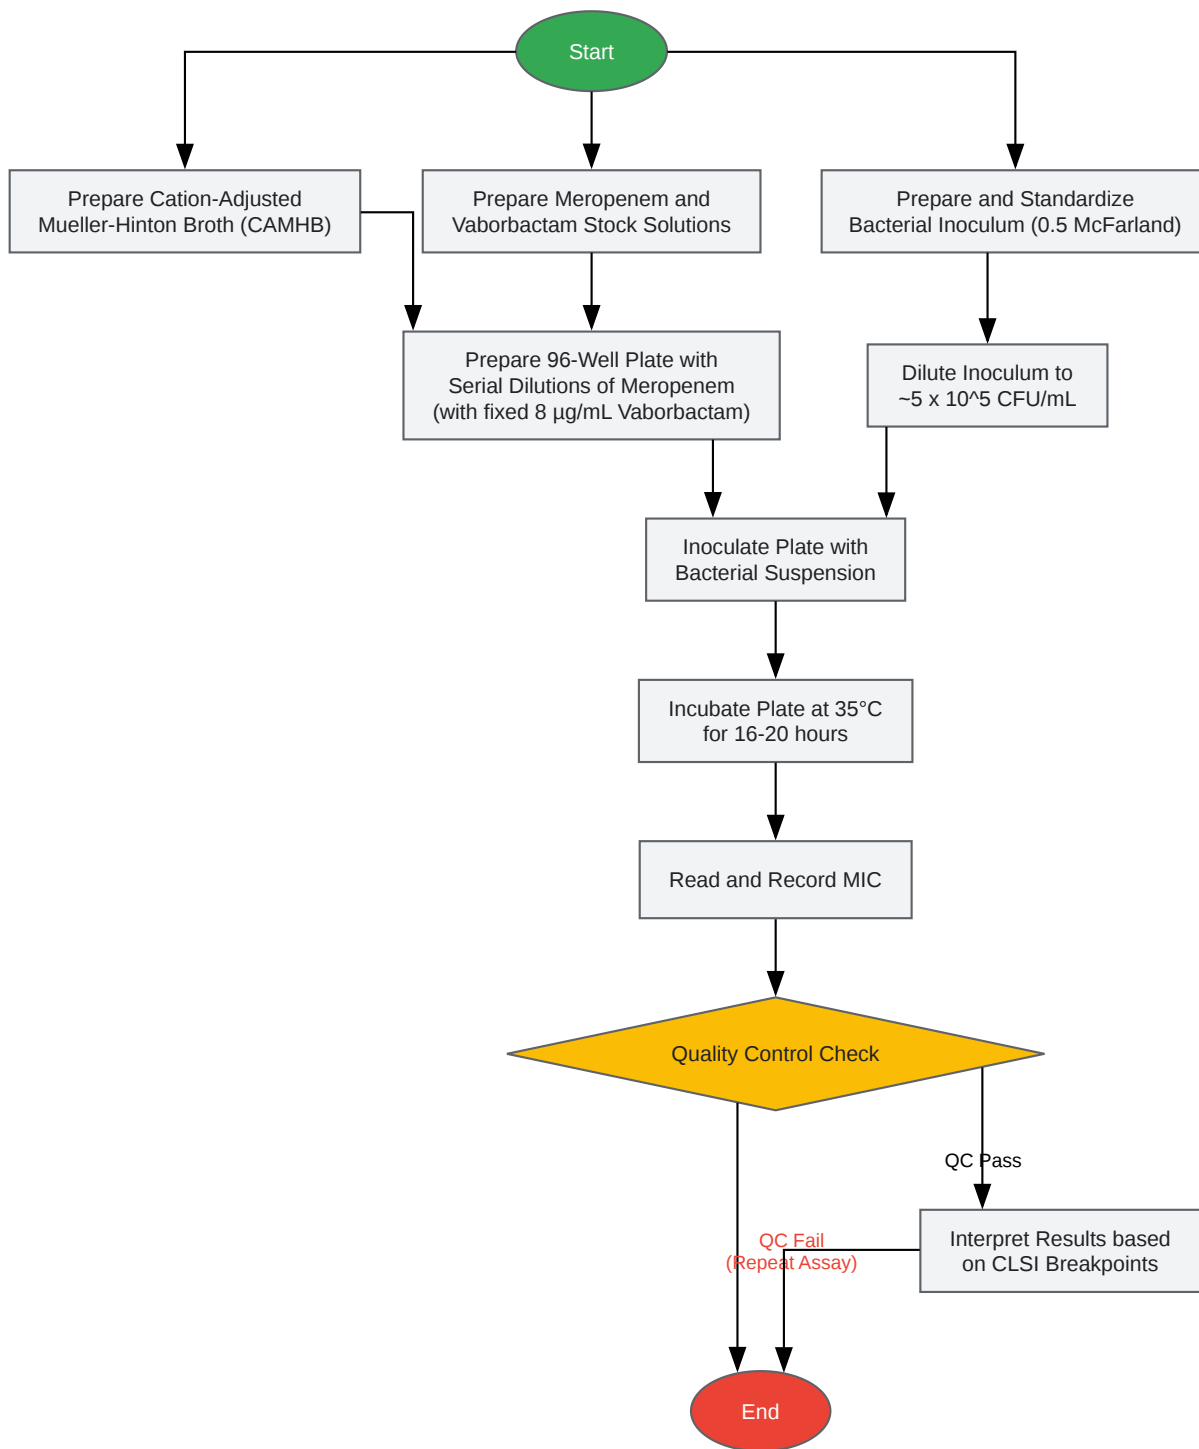 Start
Prepare Cation-Adjusted
Mueller-Hinton Broth (CAMHB)
Prepare Meropenem and
Vaborbactam Stock Solutions
Prepare and Standardize
Bacterial Inoculum (0.5 McFarland)
Prepare 96-Well Plate with
Serial Dilutions of Meropenem
(with fixed 8 µg/mL Vaborbactam)
Dilute Inoculum to
~5 x 10^5 CFU/mL
Inoculate Plate with
Bacterial Suspension
Incubate Plate at 35°C
for 16-20 hours
Read and Record MIC
Quality Control Check
QC Pass
QC Fail
(Repeat Assay)
Interpret Results based
on CLSI Breakpoints
End